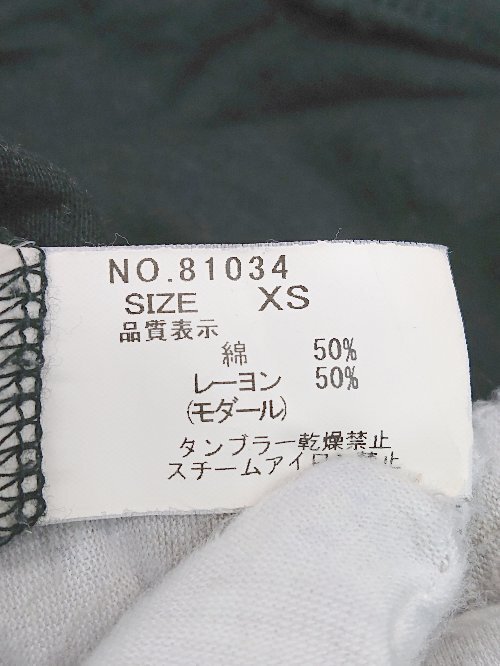 NO.81034
SIZE XS
品質表示
綿 50%
レーヨン 50%
(モダール)
タンブラー乾燥禁止
スチームアイロン禁止